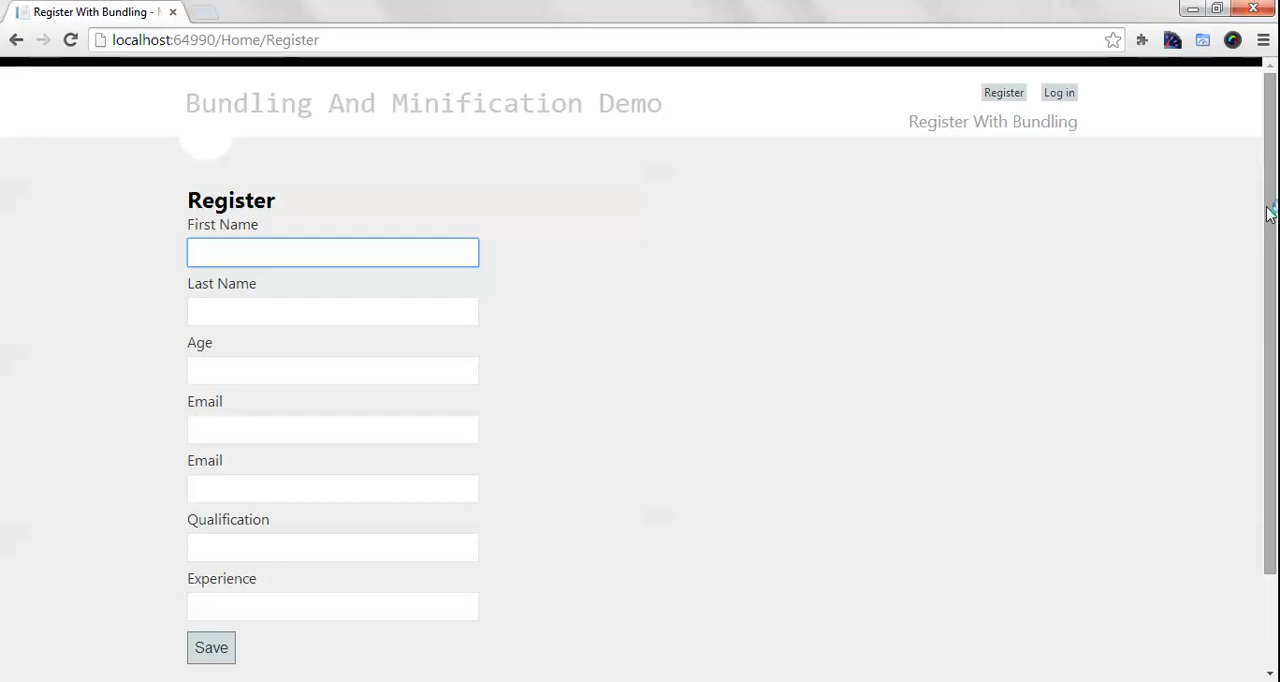 Register With Bundling -
localhost:64990/Home/Register
Bundling And Minification Demo
Register
Log in
Register With Bundling
Register
First Name
Last Name
Age
Email
Email
Qualification
Experience
Save